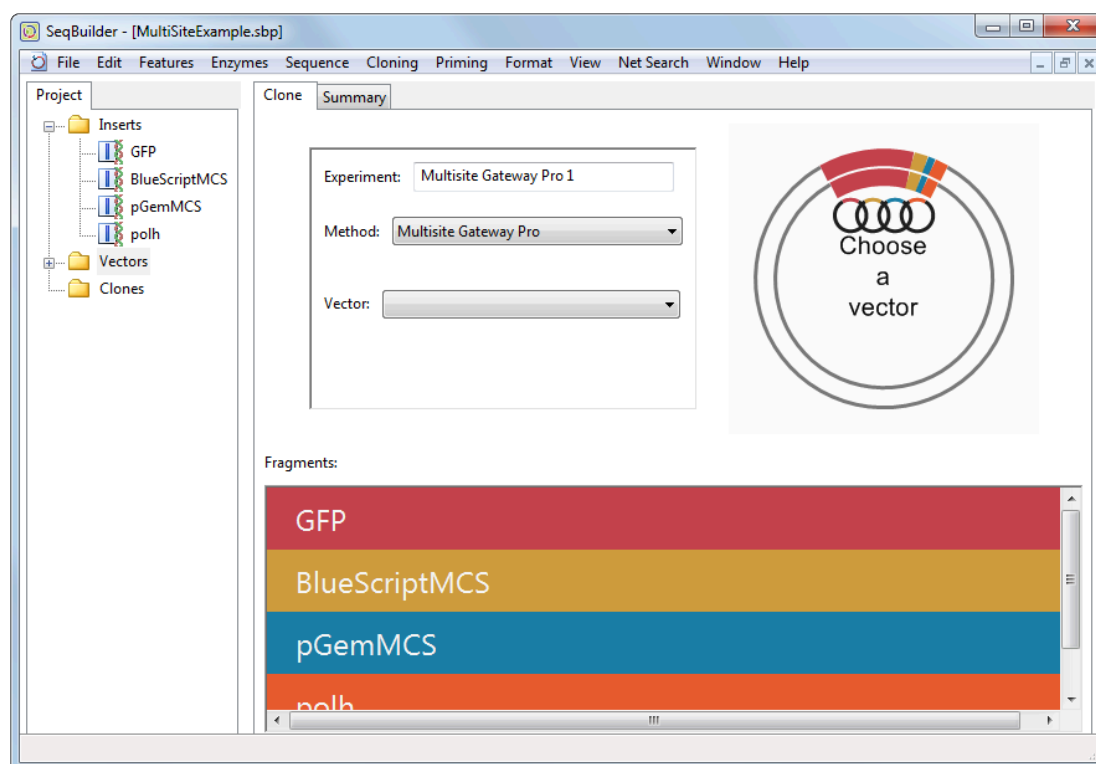 SeqBuilder - [MultiSiteExample.sbp]
File Edit Features Enzymes Sequence Cloning Priming Format View Net Search Window Help
Project
Inserts
GFP
BlueScriptMCS
pGemMCS
polh
Vectors
Clones
Clone Summary
Experiment: Multisite Gateway Pro 1
Method: Multisite Gateway Pro
Vector:
Choose
a
vector
Fragments:
GFP
BlueScriptMCS
pGemMCS
polh